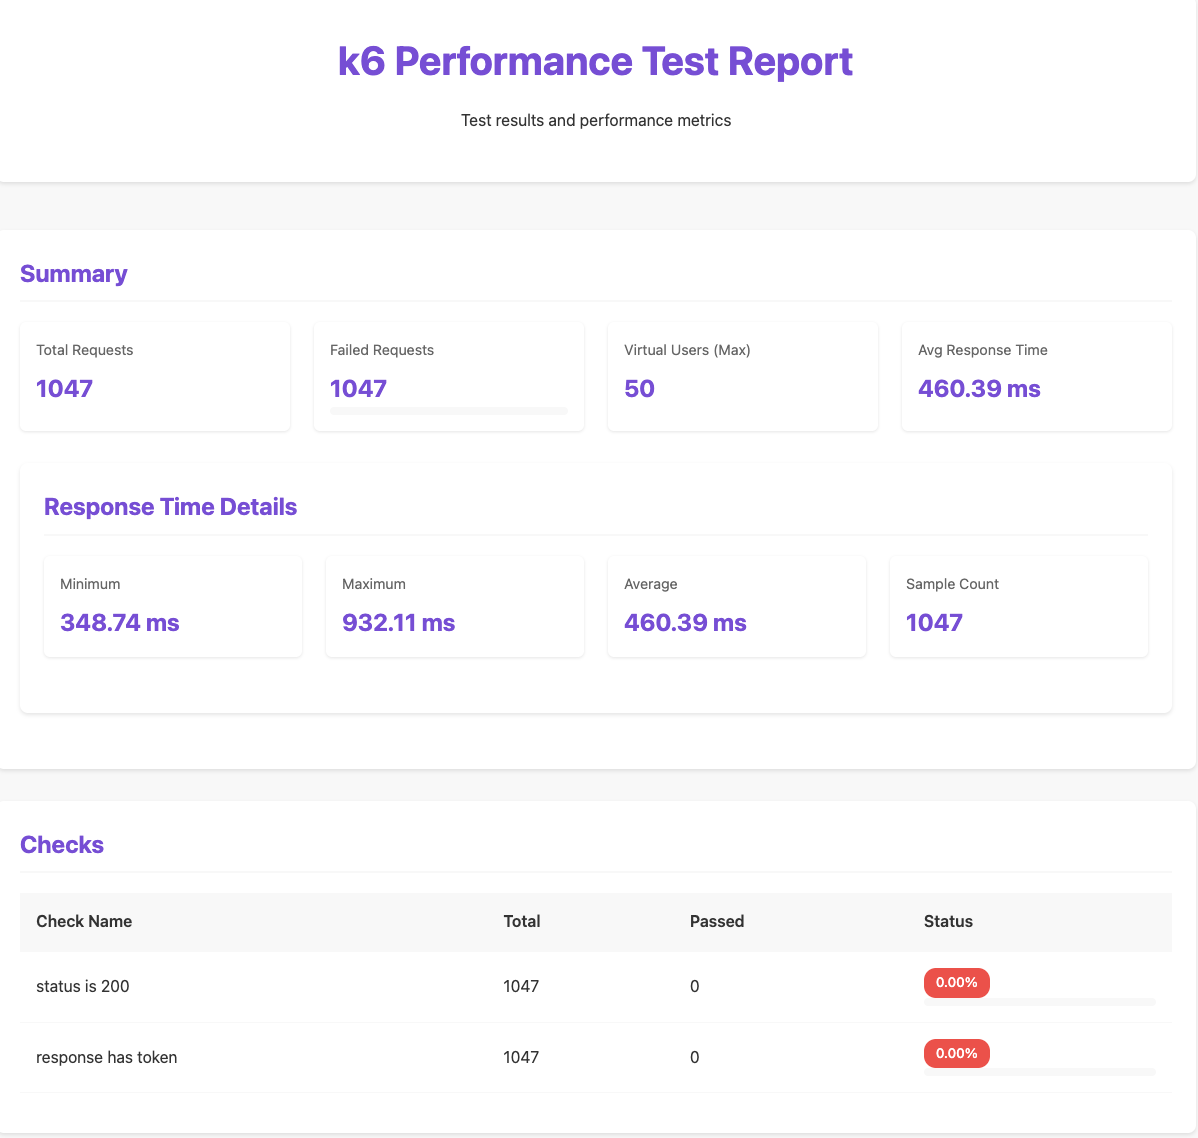 k6 Performance Test Report
Test results and performance metrics
Summary
Total Requests
1047
Failed Requests
1047
Virtual Users (Max)
50
Avg Response Time
460.39 ms
Response Time Details
Minimum
348.74 ms
Maximum
932.11 ms
Average
460.39 ms
Sample Count
1047
Checks
Check Name Total Passed Status
status is 200 1047 0 0.00%
response has token 1047 0 0.00%